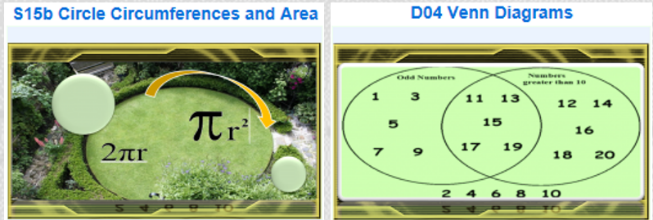 S15b Circle Circumferences and Area
2πr
πr²
D04 Venn Diagrams
Odd Numbers
Numbers
greater than 10
1 3 11 13 12 14
5 15 16
7 9 17 19 18 20
2 4 6 8 10